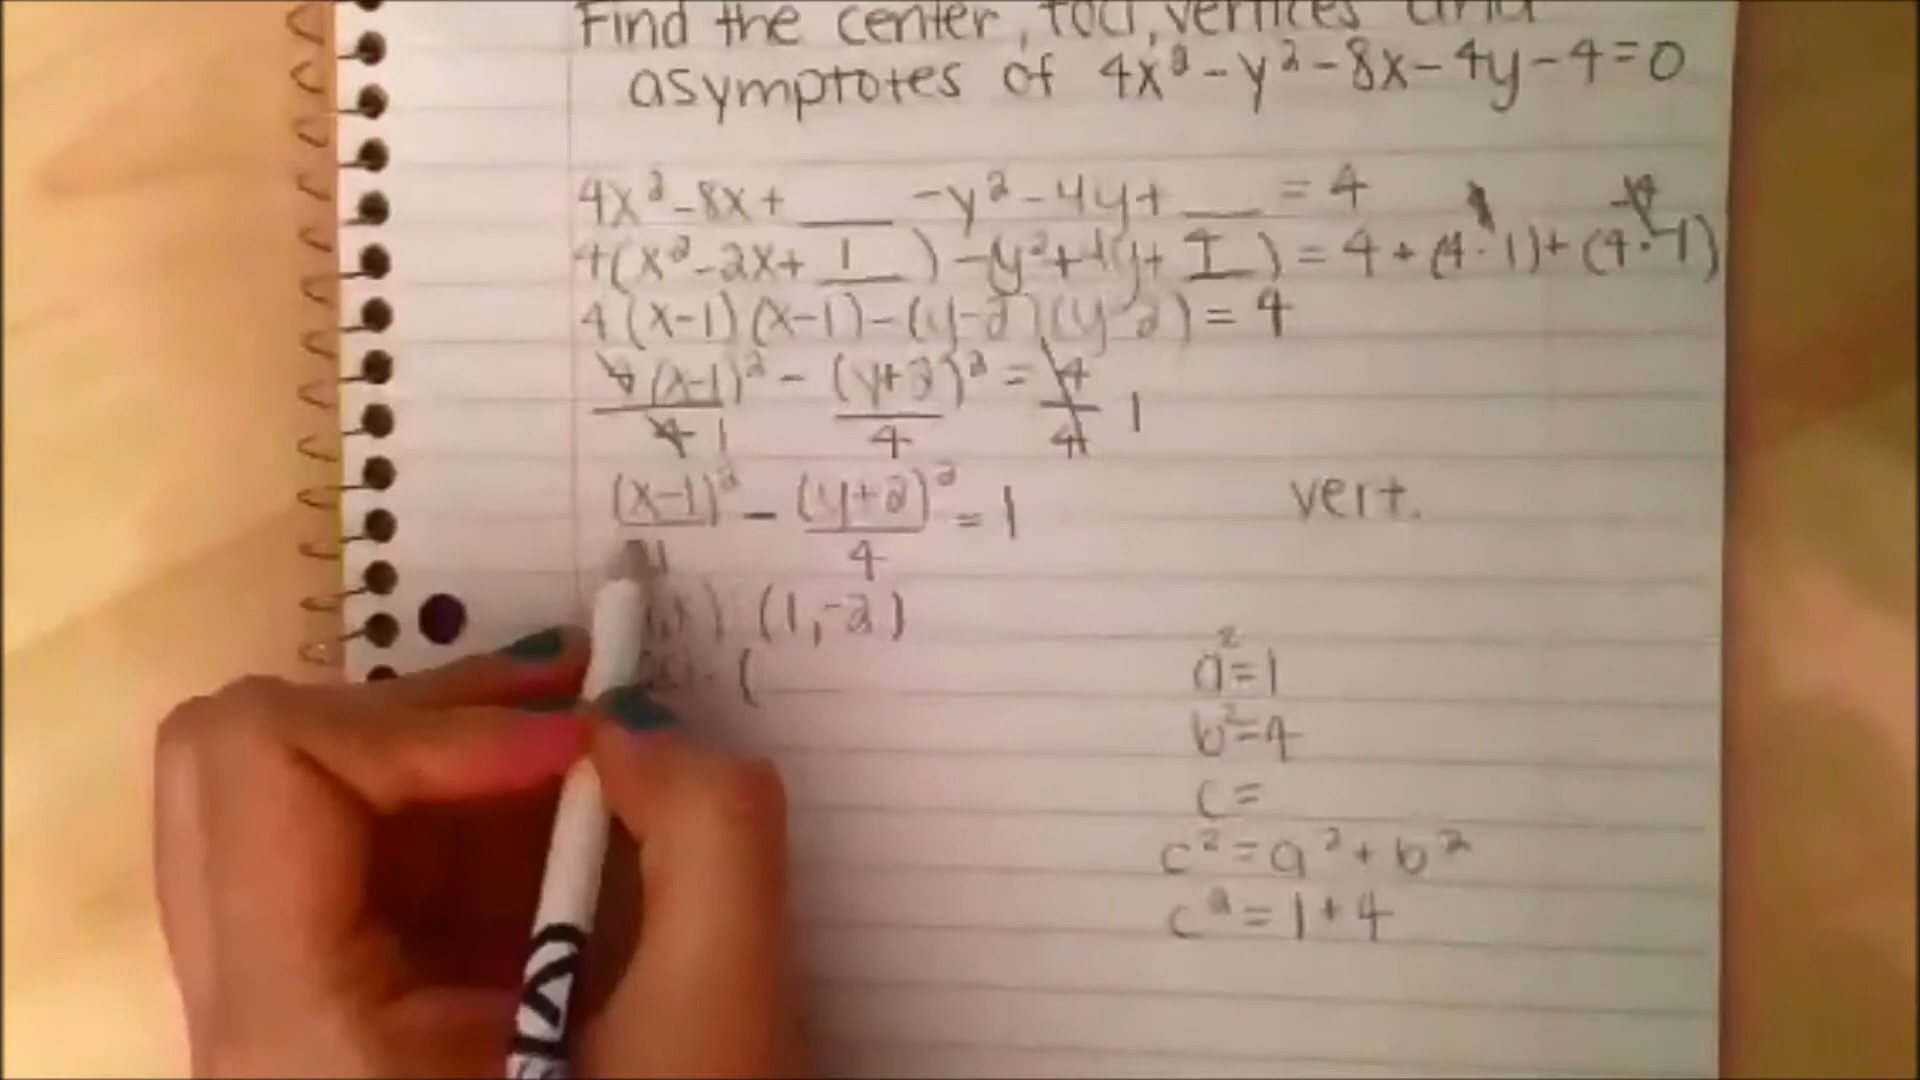 Find the center, foci, vertices and
asymptotes of 4x²-y²-8x-4y-4=0
4x²-8x+ ___ -y²-4y+ ___ = 4
4(x²-2x+ 1 ) -(y²+4y+ ) = 4 + (4·1)+(4·-1)
4(x-1)(x-1)-(y-2)(y-2) = 4
4(x-1)² - (y+2)² = 4
4 1 4 4 1
(x-1)² - (y+2)² = 1
1 4
vert.
(1,-2)
(
a²=1
b²=4
c=
c²=a²+b²
c²=1+4